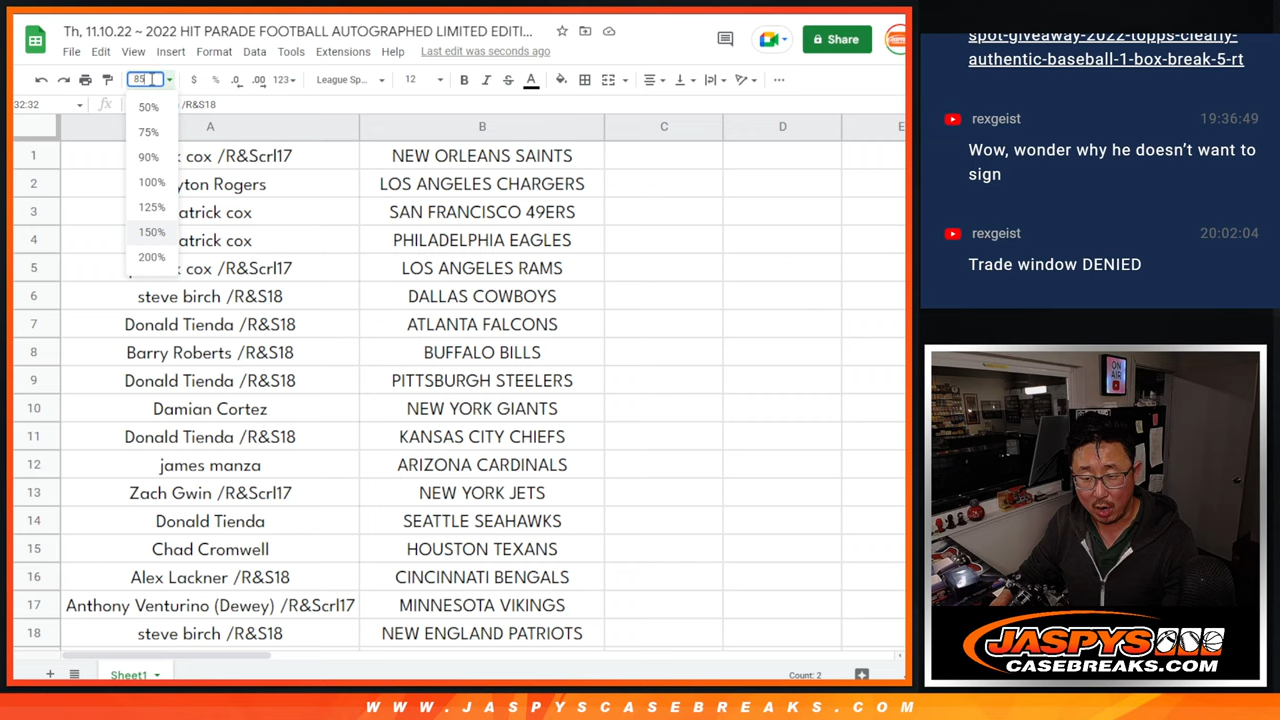 Th, 11.10.22 ~ 2022 HIT PARADE FOOTBALL AUTOGRAPHED LIMITED EDITI...
File Edit View Insert Format Data Tools Extensions Help Last edit was seconds ago
Share
85 $ % .0 .00 123 League Sp... 12 B I S A
32:32 fx /R&S18
50%
75%
90%
100%
125%
150%
200%
A B C D E
1 cox /R&Scrl17 NEW ORLEANS SAINTS
2 yton Rogers LOS ANGELES CHARGERS
3 atrick cox SAN FRANCISCO 49ERS
4 atrick cox PHILADELPHIA EAGLES
5 cox /R&Scrl17 LOS ANGELES RAMS
6 steve birch /R&S18 DALLAS COWBOYS
7 Donald Tienda /R&S18 ATLANTA FALCONS
8 Barry Roberts /R&S18 BUFFALO BILLS
9 Donald Tienda /R&S18 PITTSBURGH STEELERS
10 Damian Cortez NEW YORK GIANTS
11 Donald Tienda /R&S18 KANSAS CITY CHIEFS
12 james manza ARIZONA CARDINALS
13 Zach Gwin /R&Scrl17 NEW YORK JETS
14 Donald Tienda SEATTLE SEAHAWKS
15 Chad Cromwell HOUSTON TEXANS
16 Alex Lackner /R&S18 CINCINNATI BENGALS
17 Anthony Venturino (Dewey) /R&Scrl17 MINNESOTA VIKINGS
18 steve birch /R&S18 NEW ENGLAND PATRIOTS
Sheet1 Count: 2
spot-giveaway-2022-topps-clearly-
authentic-baseball-1-box-break-5-rt
rexgeist 19:36:49
Wow, wonder why he doesn't want to
sign
rexgeist 20:02:04
Trade window DENIED
ON
AIR
JASPYS
CASEBREAKS.COM
WWW.JASPYSCASEBREAKS.COM